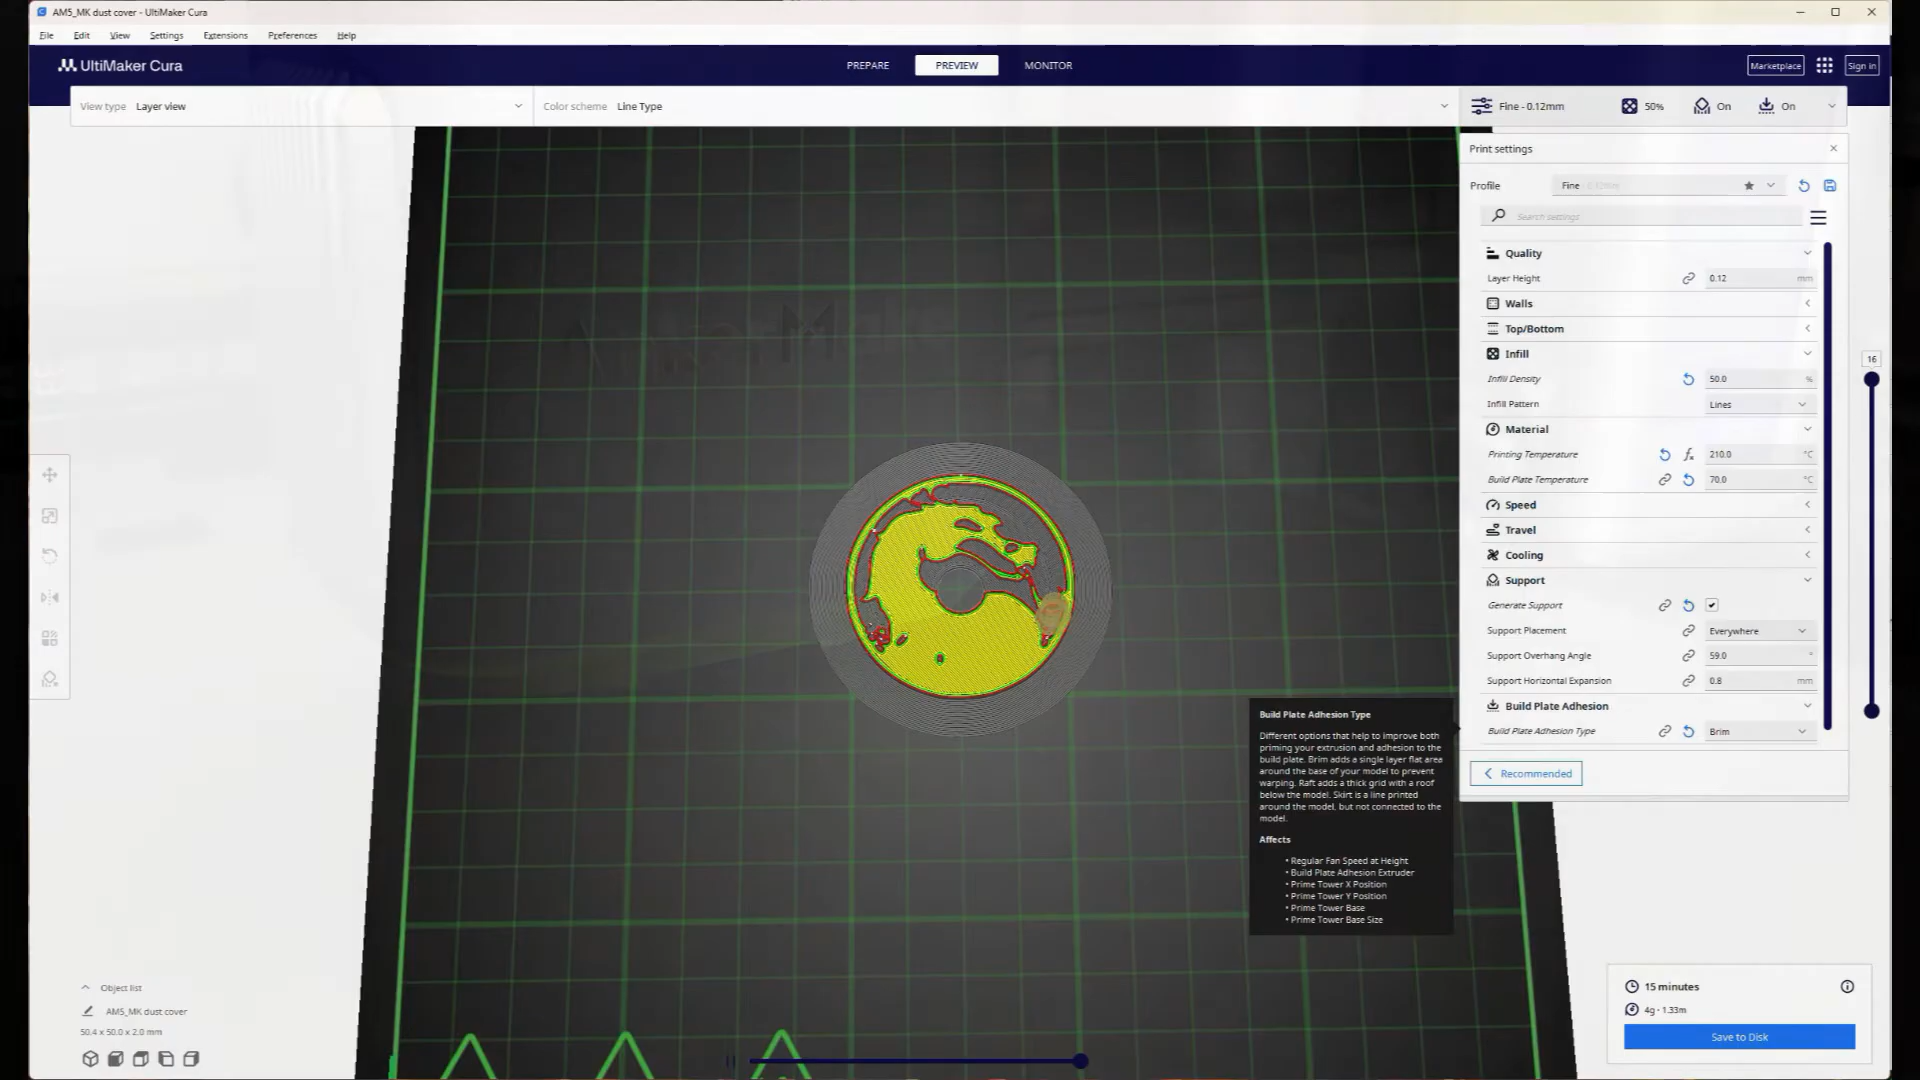 AM5_MK dust cover - UltiMaker Cura
File Edit View Settings Extensions Preferences Help
UltiMaker Cura
PREPARE PREVIEW MONITOR
Marketplace Sign in
View type Layer view
Color scheme Line Type
Fine - 0.12mm 50% On On
Print settings
Profile Fine
Search settings
Quality
Layer Height 0.12 mm
Walls
Top/Bottom
Infill
16
Infill Density 50.0 %
Infill Pattern Lines
Material
Printing Temperature 210.0 °C
Build Plate Temperature 70.0 °C
Speed
Travel
Cooling
Support
Generate Support
Support Placement Everywhere
Support Overhang Angle 59.0 °
Support Horizontal Expansion 0.8 mm
Build Plate Adhesion
Build Plate Adhesion Type Brim
Recommended
Build Plate Adhesion Type
Different options that help to improve both
priming your extrusion and adhesion to the
build plate. Brim adds a single layer flat area
around the base of your model to prevent
warping. Raft adds a thick grid with a roof
below the model. Skirt is a line printed
around the model, but not connected to the
model.
Affects
• Regular Fan Speed at Height
• Build Plate Adhesion Extruder
• Prime Tower X Position
• Prime Tower Y Position
• Prime Tower Base
• Prime Tower Base Size
Object list
AM5_MK dust cover
50.4 x 50.0 x 2.0 mm
15 minutes
4g · 1.33m
Save to Disk